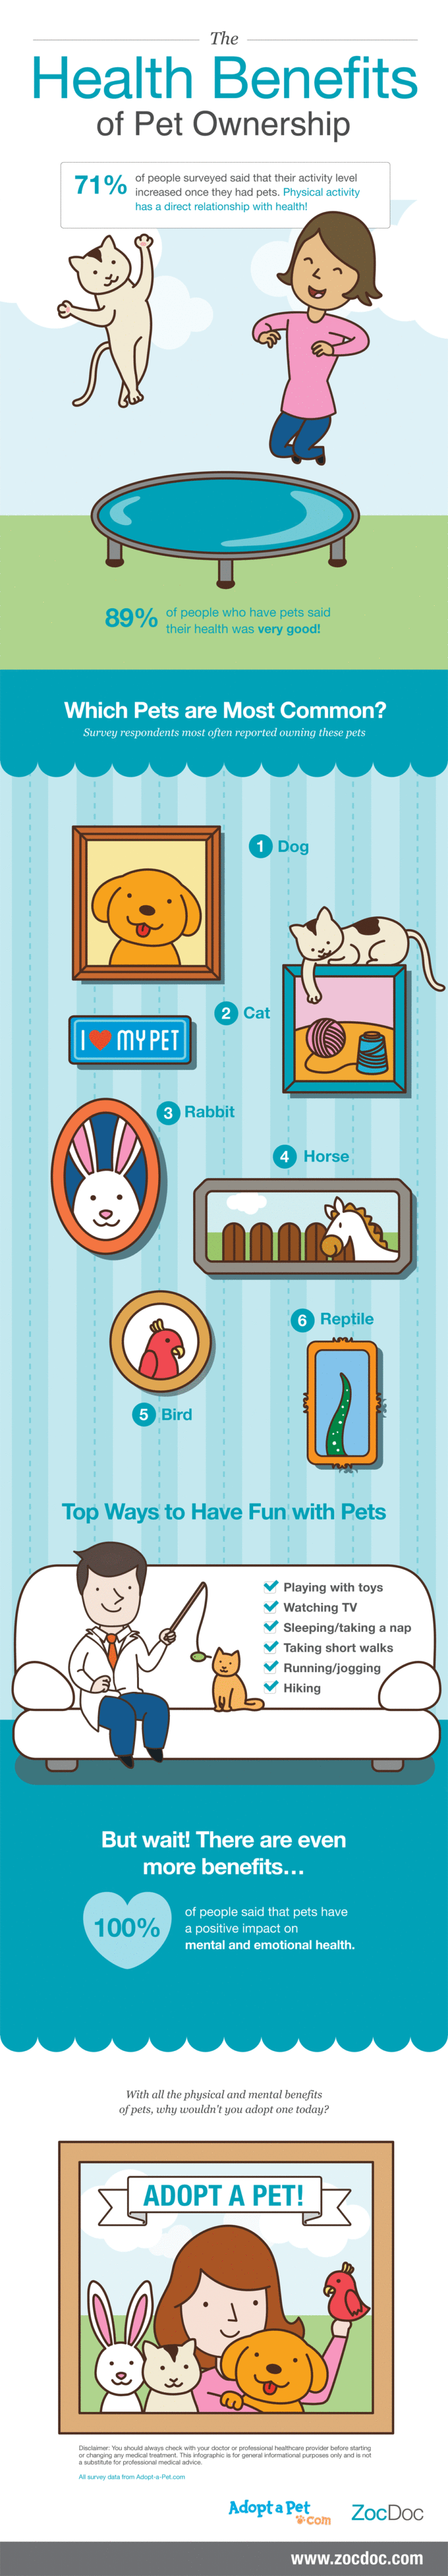 The
Health Benefits
of Pet Ownership
71% of people surveyed said that their activity level
increased once they had pets. Physical activity
has a direct relationship with health!
89% of people who have pets said
their health was very good!
Which Pets are Most Common?
Survey respondents most often reported owning these pets
1 Dog
2 Cat
I MY PET
3 Rabbit
4 Horse
6 Reptile
5 Bird
Top Ways to Have Fun with Pets
Playing with toys
Watching TV
Sleeping/taking a nap
Taking short walks
Running/jogging
Hiking
But wait! There are even
more benefits...
100%
of people said that pets have
a positive impact on
mental and emotional health.
With all the physical and mental benefits
of pets, why wouldn't you adopt one today?
ADOPT A PET!
Disclaimer: You should always check with your doctor or professional healthcare provider before starting
or changing any medical treatment. This infographic is for general informational purposes only and is not
a substitute for professional medical advice.
All survey data from Adopt-a-Pet.com
Adopt a Pet .com
ZocDoc
www.zocdoc.com